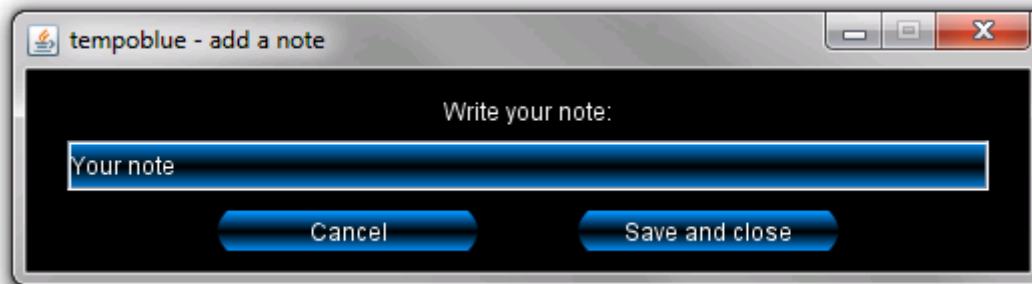 tempoblue - add a note
Write your note:
Your note
Cancel Save and close